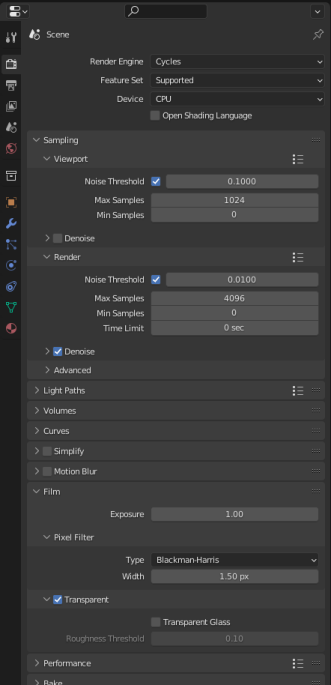 Scene
Render Engine Cycles
Feature Set Supported
Device CPU
Open Shading Language
Sampling
Viewport
Noise Threshold 0.1000
Max Samples 1024
Min Samples 0
Denoise
Render
Noise Threshold 0.0100
Max Samples 4096
Min Samples 0
Time Limit 0 sec
Denoise
Advanced
Light Paths
Volumes
Curves
Simplify
Motion Blur
Film
Exposure 1.00
Pixel Filter
Type Blackman-Harris
Width 1.50 px
Transparent
Transparent Glass
Roughness Threshold 0.10
Performance
Bake